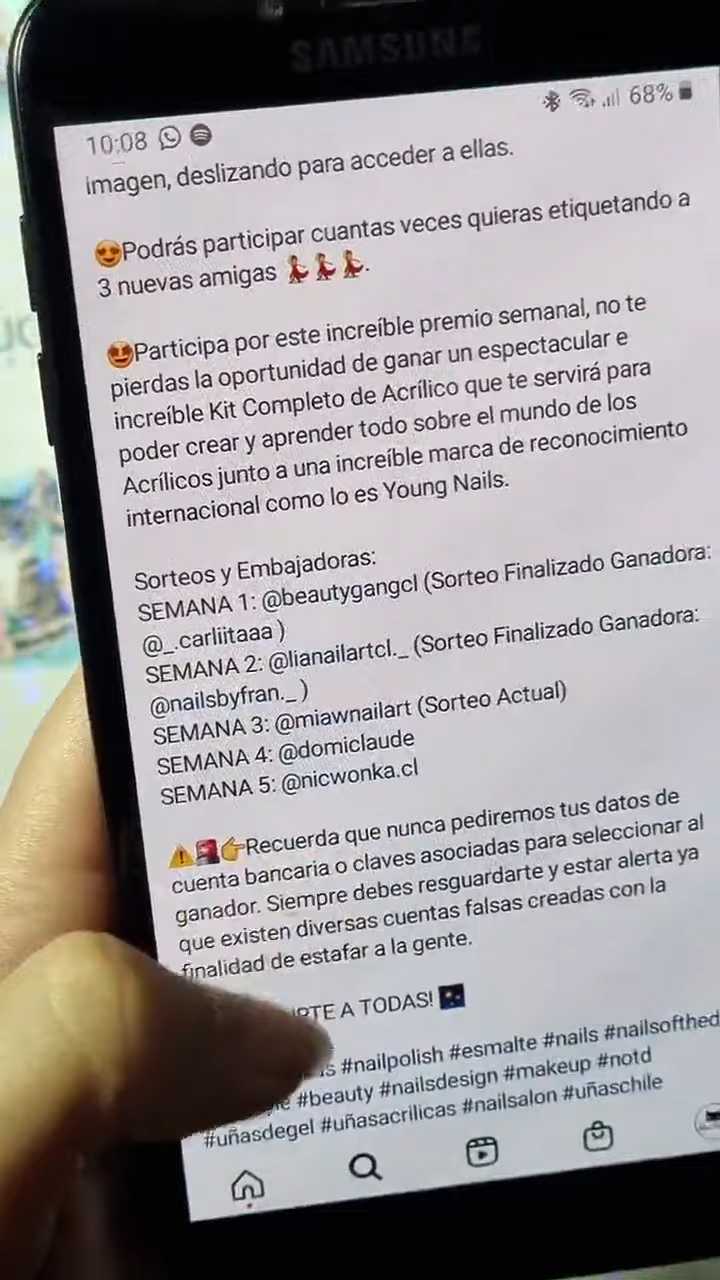 SAMSUNG
10:08 68%
imagen, deslizando para acceder a ellas.
😍Podrás participar cuantas veces quieras etiquetando a
3 nuevas amigas 💃💃💃.
🤩Participa por este increíble premio semanal, no te
pierdas la oportunidad de ganar un espectacular e
increíble Kit Completo de Acrílico que te servirá para
poder crear y aprender todo sobre el mundo de los
Acrílicos junto a una increíble marca de reconocimiento
internacional como lo es Young Nails.
Sorteos y Embajadoras:
SEMANA 1: @beautygangcl (Sorteo Finalizado Ganadora:
@_.carliitaaa )
SEMANA 2: @lianailartcl._ (Sorteo Finalizado Ganadora:
@nailsbyfran._ )
SEMANA 3: @miawnailart (Sorteo Actual)
SEMANA 4: @domiclaude
SEMANA 5: @nicwonka.cl
⚠️🚨👉Recuerda que nunca pediremos tus datos de
cuenta bancaria o claves asociadas para seleccionar al
ganador. Siempre debes resguardarte y estar alerta ya
que existen diversas cuentas falsas creadas con la
finalidad de estafar a la gente.
A TODAS! 🌃
#nailpolish #esmalte #nails #nailsofthed
#beauty #nailsdesign #makeup #notd
#uñasdegel #uñasacrilicas #nailsalon #uñaschile